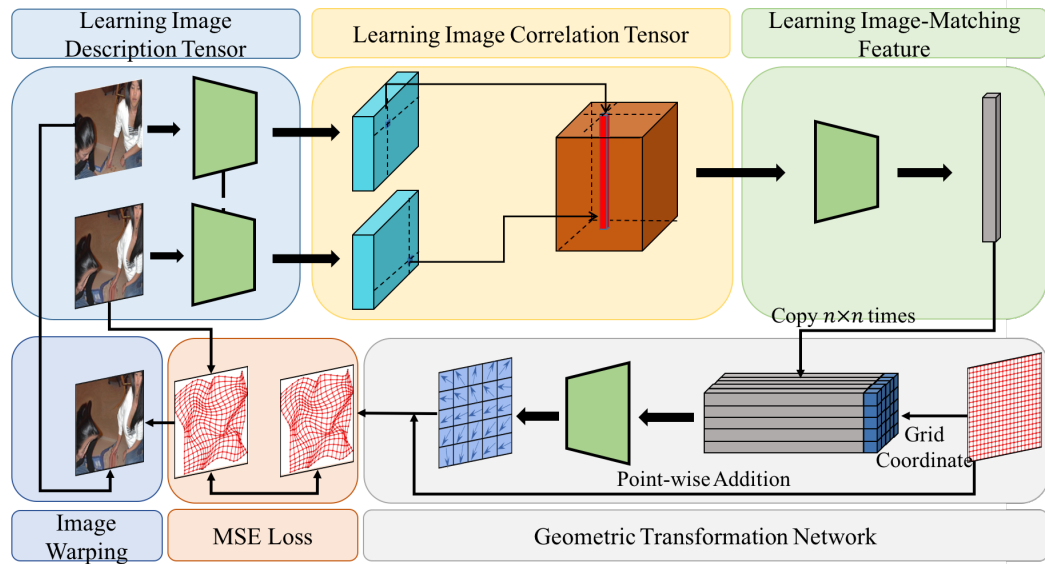 Learning Image
Description Tensor
Learning Image Correlation Tensor
Learning Image-Matching
Feature
Copy n×n times
Grid
Coordinate
Point-wise Addition
Image
Warping
MSE Loss
Geometric Transformation Network